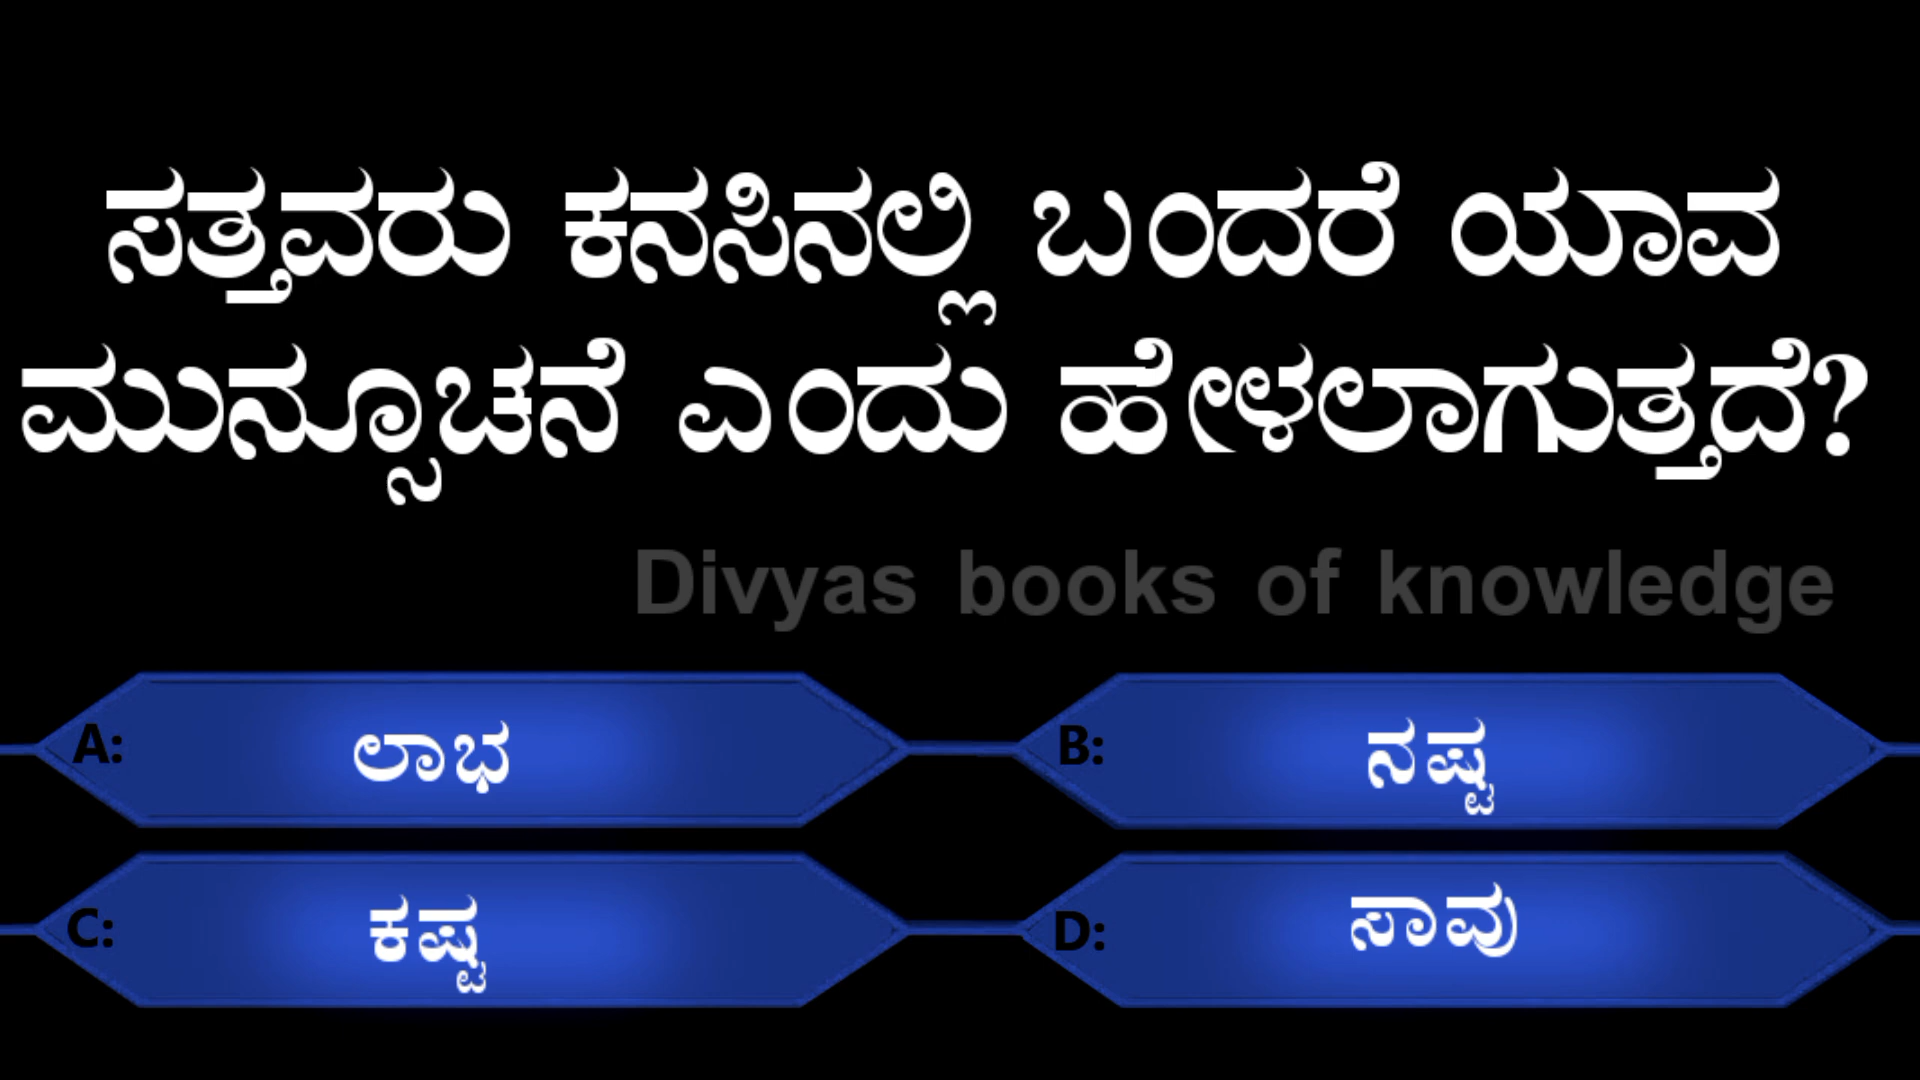 ಸತ್ತವರು ಕನಸಿನಲ್ಲಿ ಬಂದರೆ ಯಾವ
ಮುನ್ಸೂಚನೆ ಎಂದು ಹೇಳಲಾಗುತ್ತದೆ?
Divyas books of knowledge
A: ಲಾಭ
B: ನಷ್ಟ
C: ಕಷ್ಟ
D: ಸಾವು